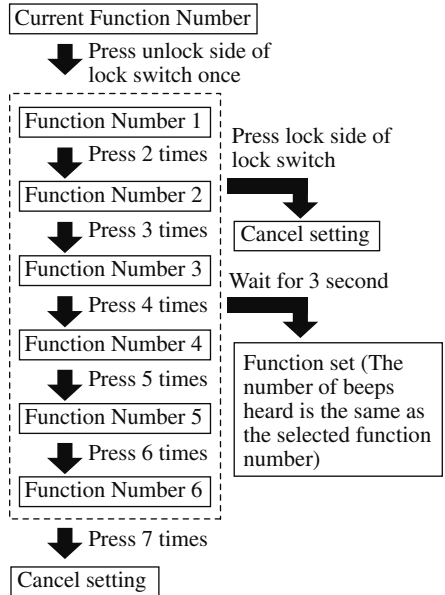 Current Function Number
Press unlock side of
lock switch once
Function Number 1
Press 2 times
Press lock side of
lock switch
Function Number 2
Cancel setting
Press 3 times
Function Number 3
Wait for 3 second
Press 4 times
Function Number 4
Function set (The
number of beeps
heard is the same as
the selected function
number)
Press 5 times
Function Number 5
Press 6 times
Function Number 6
Press 7 times
Cancel setting